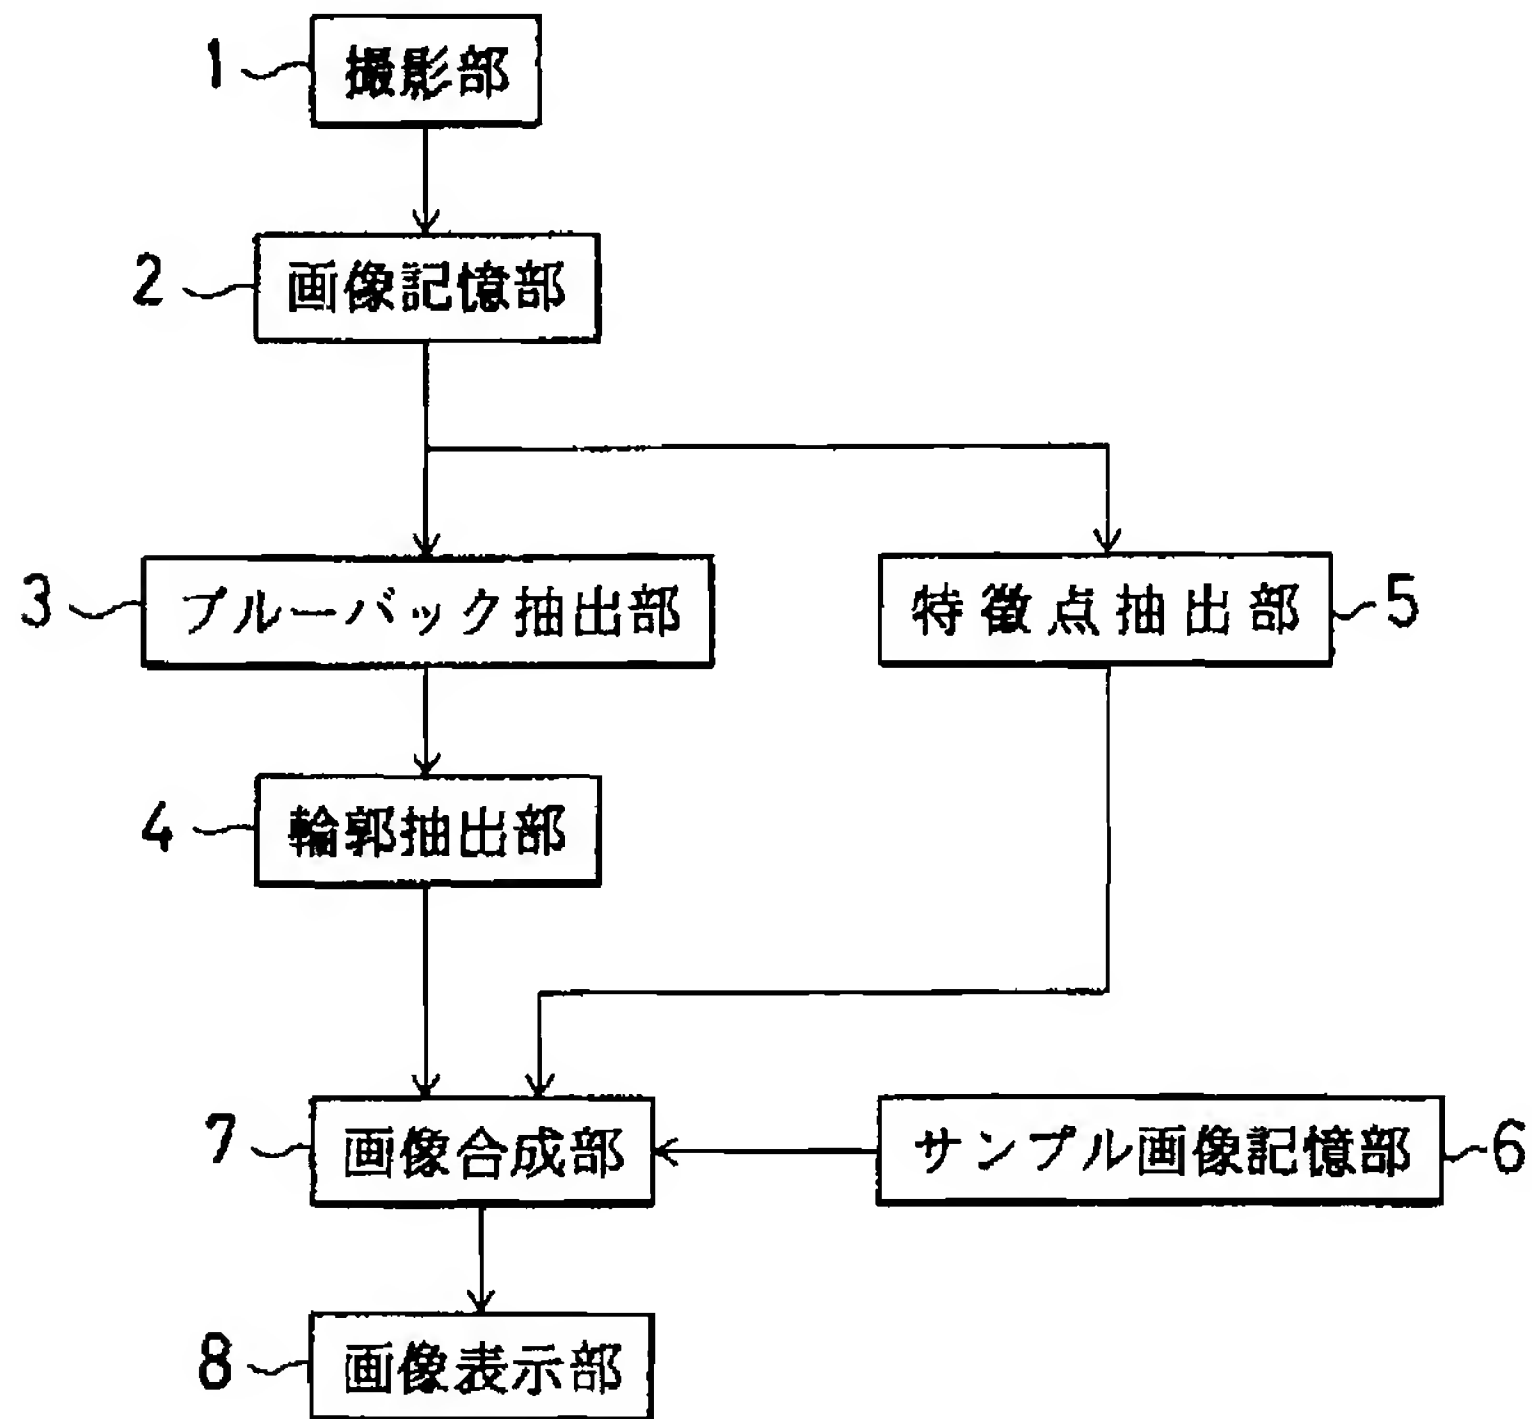 1 撮影部
2 画像記憶部
3 ブルーバック抽出部
特徴点抽出部 5
4 輪郭抽出部
7 画像合成部
サンプル画像記憶部 6
8 画像表示部